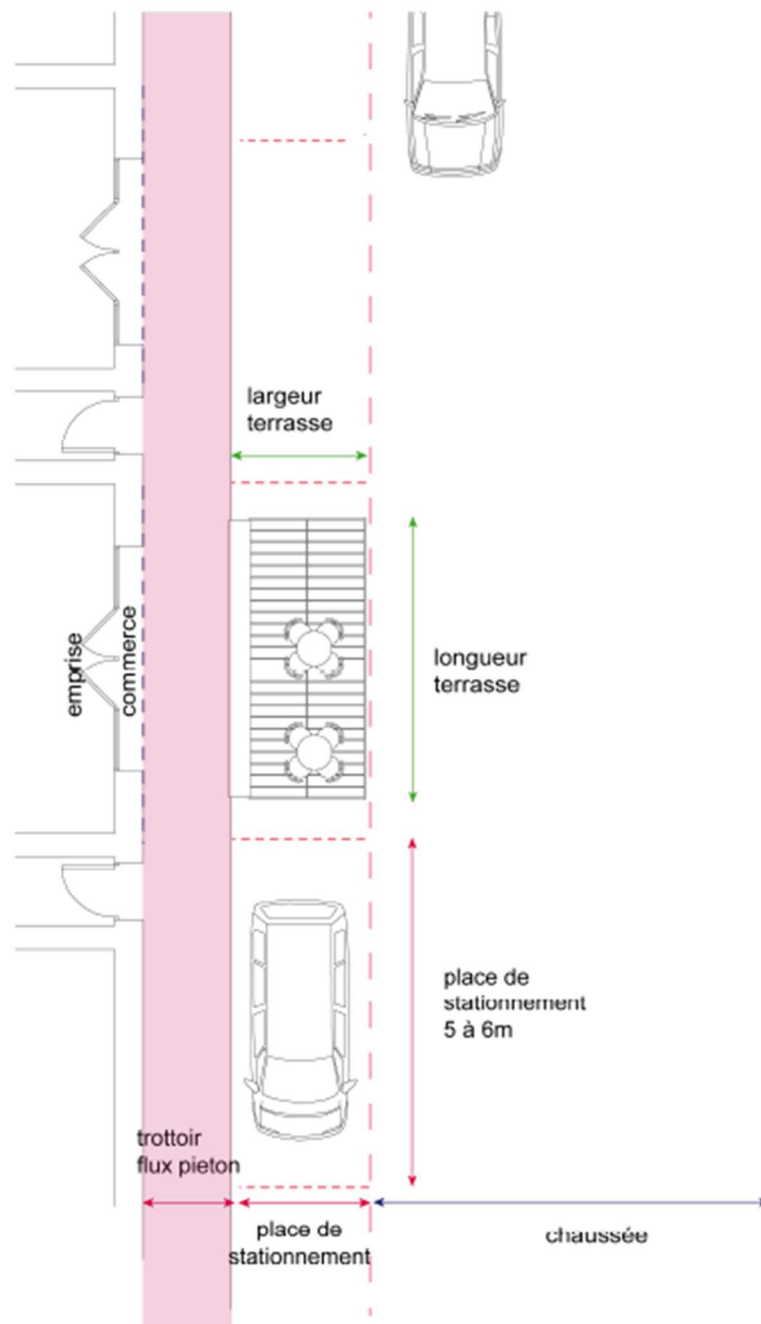 largeur
terrasse
emprise
commerce
longueur
terrasse
place de
stationnement
5 à 6m
trottoir
flux pieton
place de
stationnement
chaussée